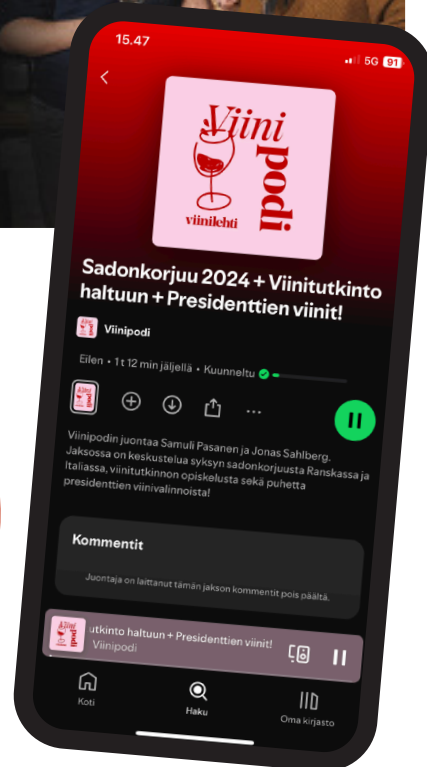 15.47
5G 91
Viini
podi
viinilehti
Sadonkorjuu 2024 + Viinitutkinto
haltuun + Presidenttien viinit!
Viinipodi
Eilen • 1 t 12 min jäljellä • Kuunneltu
Viinipodin juontaa Samuli Pasanen ja Jonas Sahlberg.
Jaksossa on keskustelua syksyn sadonkorjuusta Ranskassa ja
Italiassa, viinitutkinnon opiskelusta sekä puhetta
presidenttien viinivalinnoista!
Kommentit
Juontaja on laittanut tämän jakson kommentit pois päältä.
utkinto haltuun + Presidenttien viinit!
Viinipodi
Koti
Haku
Oma kirjasto